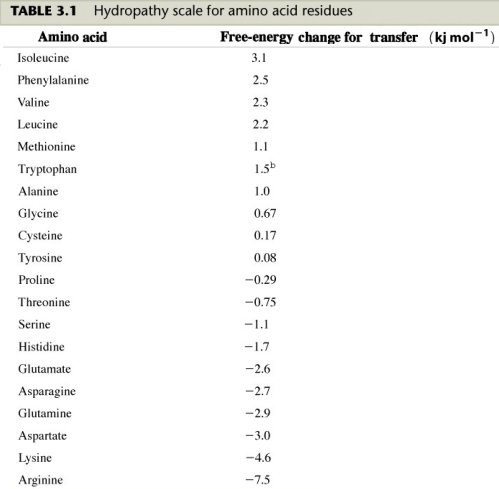 TABLE 3.1 Hydropathy scale for amino acid residues
Amino acid Free-energy change for transfer (kj mol⁻¹)
Isoleucine 3.1
Phenylalanine 2.5
Valine 2.3
Leucine 2.2
Methionine 1.1
Tryptophan 1.5ᵇ
Alanine 1.0
Glycine 0.67
Cysteine 0.17
Tyrosine 0.08
Proline −0.29
Threonine −0.75
Serine −1.1
Histidine −1.7
Glutamate −2.6
Asparagine −2.7
Glutamine −2.9
Aspartate −3.0
Lysine −4.6
Arginine −7.5